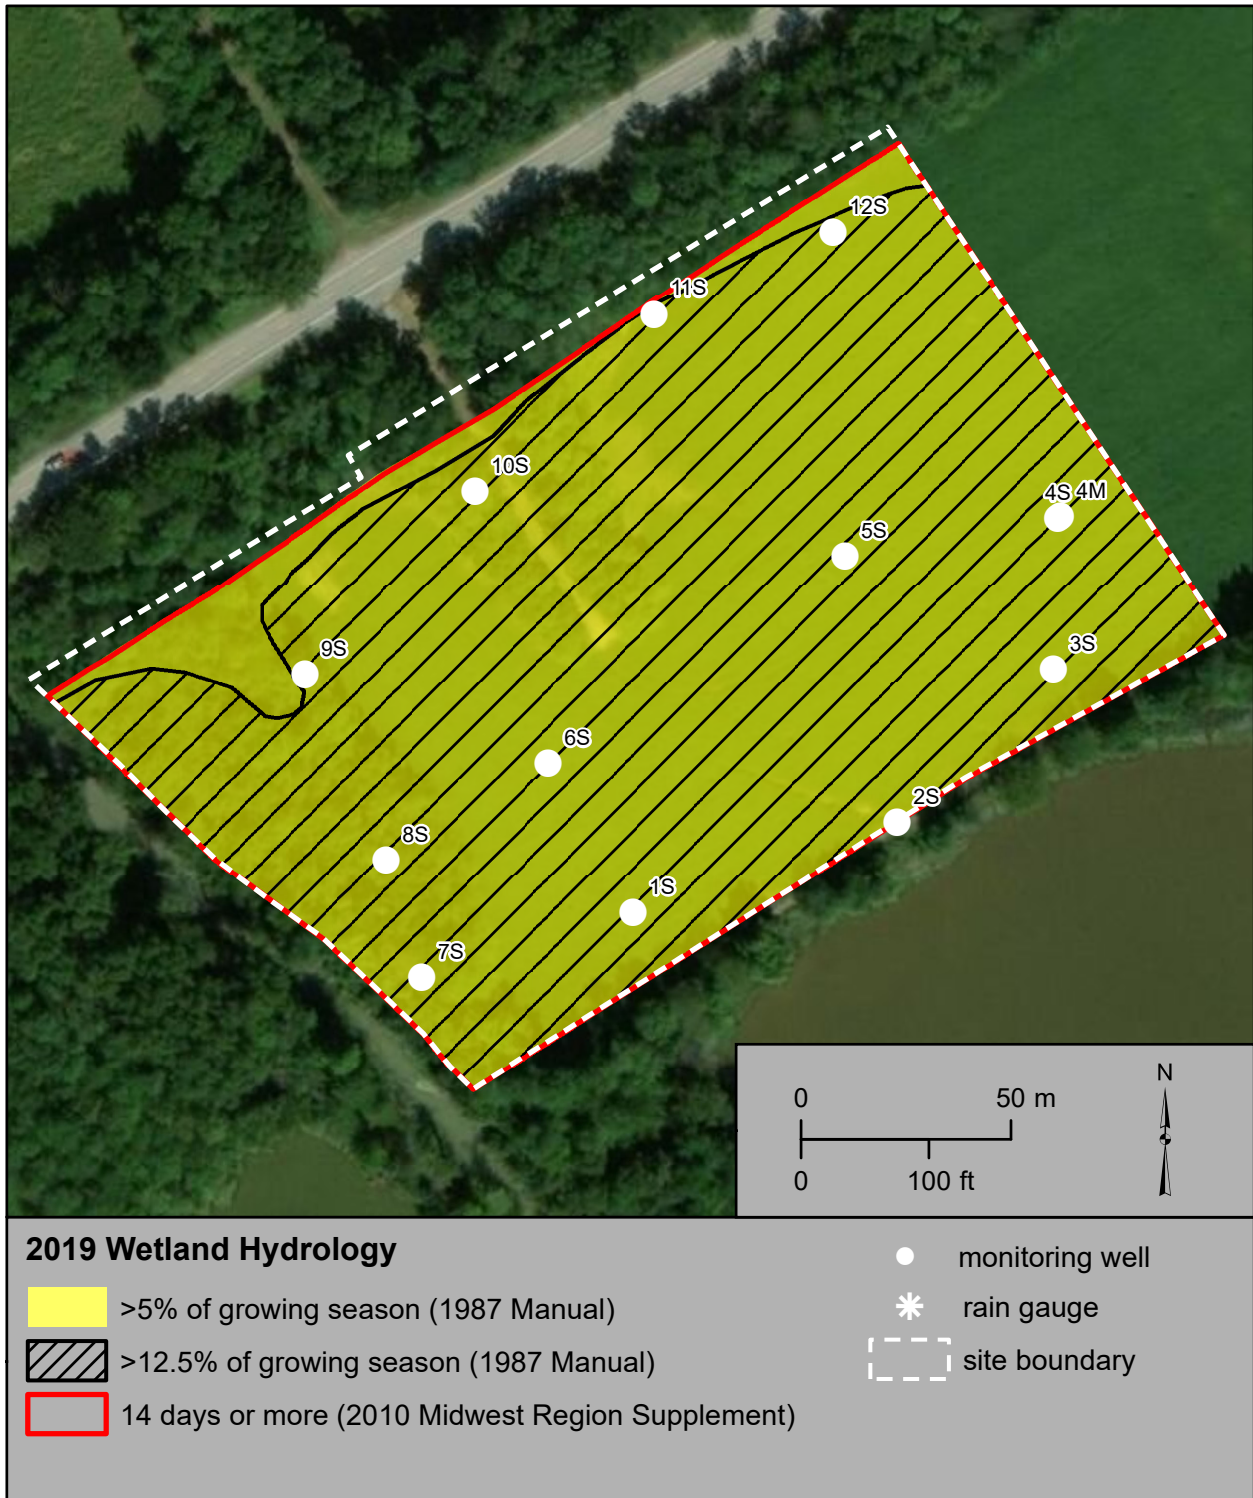 12S
11S
10S
4S 4M
5S
9S
3S
6S
2S
8S
1S
7S
N
0 50 m
0 100 ft
2019 Wetland Hydrology
>5% of growing season (1987 Manual)
>12.5% of growing season (1987 Manual)
14 days or more (2010 Midwest Region Supplement)
monitoring well
rain gauge
site boundary